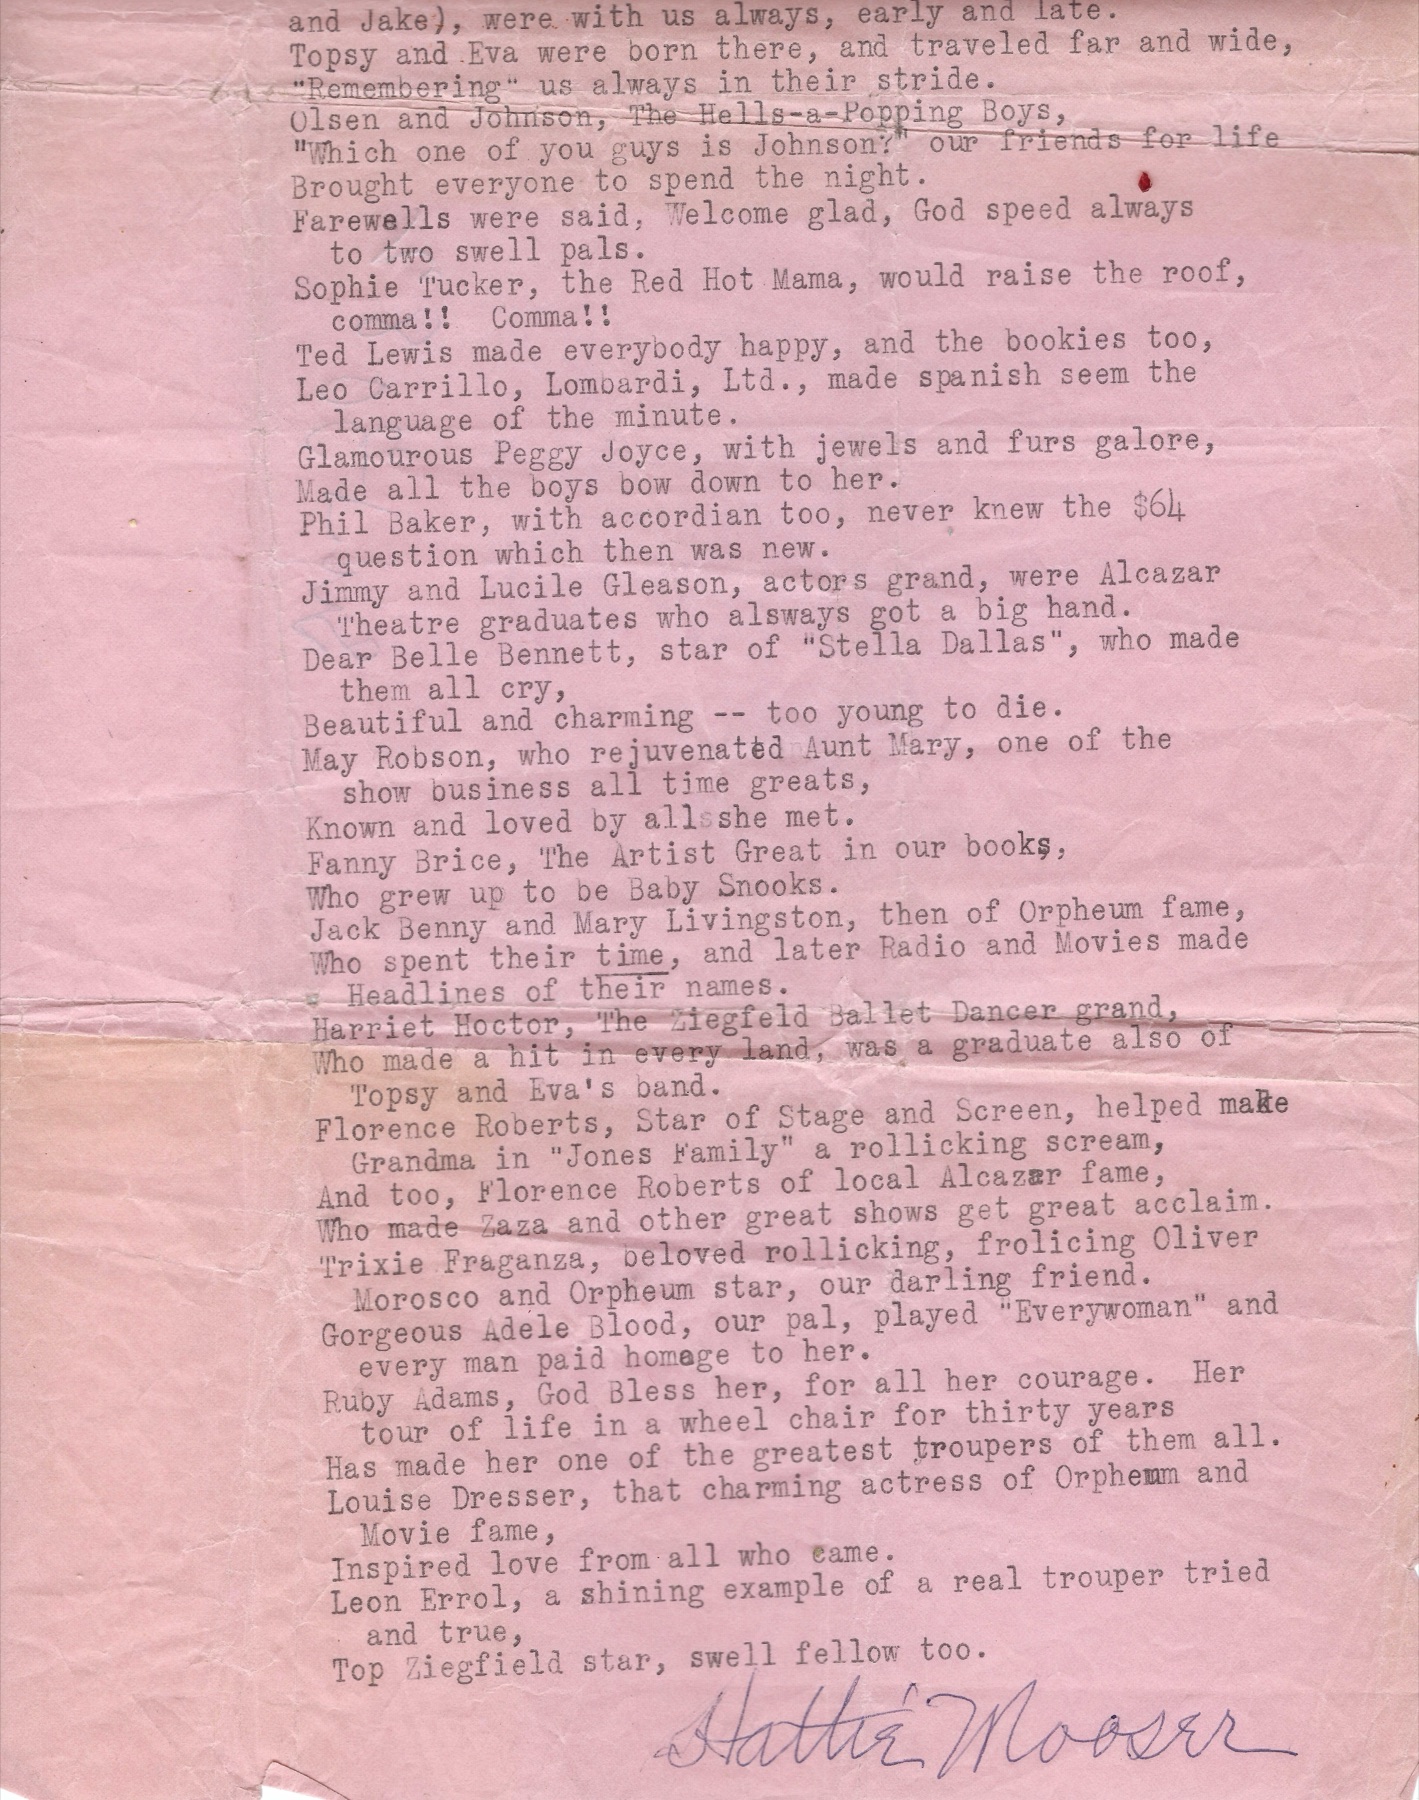 and Jake), were with us always, early and late.
Topsy and Eva were born there, and traveled far and wide,
"Remembering" us always in their stride.
Olsen and Johnson, The Hells-a-Popping Boys,
"Which one of you guys is Johnson?" our friends for life
Brought everyone to spend the night.
Farewells were said, Welcome glad, God speed always
to two swell pals.
Sophie Tucker, the Red Hot Mama, would raise the roof,
comma!! Comma!!
Ted Lewis made everybody happy, and the bookies too,
Leo Carrillo, Lombardi, Ltd., made spanish seem the
language of the minute.
Glamourous Peggy Joyce, with jewels and furs galore,
Made all the boys bow down to her.
Phil Baker, with accordian too, never knew the $64
question which then was new.
Jimmy and Lucile Gleason, actors grand, were Alcazar
Theatre graduates who alsways got a big hand.
Dear Belle Bennett, star of "Stella Dallas", who made
them all cry,
Beautiful and charming -- too young to die.
May Robson, who rejuvenated Aunt Mary, one of the
show business all time greats,
Known and loved by all she met.
Fanny Brice, The Artist Great in our books,
Who grew up to be Baby Snooks.
Jack Benny and Mary Livingston, then of Orpheum fame,
Who spent their time, and later Radio and Movies made
Headlines of their names.
Harriet Hoctor, The Ziegfeld Ballet Dancer grand,
Who made a hit in every land, was a graduate also of
Topsy and Eva's band.
Florence Roberts, Star of Stage and Screen, helped make
Grandma in "Jones Family" a rollicking scream,
And too, Florence Roberts of local Alcazar fame,
Who made Zaza and other great shows get great acclaim.
Trixie Fraganza, beloved rollicking, frolicing Oliver
Morosco and Orpheum star, our darling friend.
Gorgeous Adele Blood, our pal, played "Everywoman" and
every man paid homage to her.
Ruby Adams, God Bless her, for all her courage. Her
tour of life in a wheel chair for thirty years
Has made her one of the greatest troupers of them all.
Louise Dresser, that charming actress of Orpheum and
Movie fame,
Inspired love from all who came.
Leon Errol, a shining example of a real trouper tried
and true,
Top Ziegfield star, swell fellow too.
Hattie Mooser